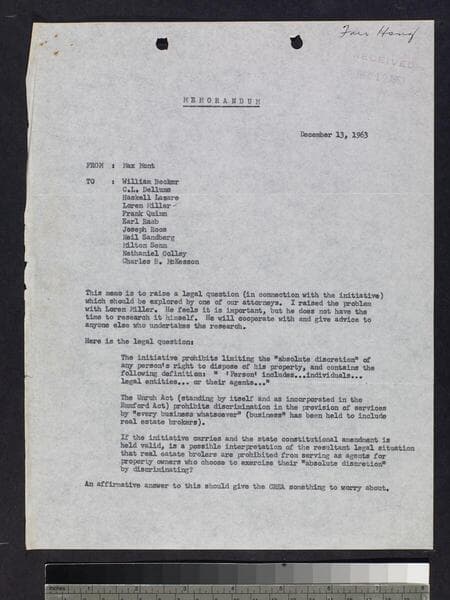 Fair Housg
RECEIVED
MEMORANDUM
December 13, 1963
FROM : Max Mont
TO : William Becker
C.L. Dellums
Haskell Lazere
Loren Miller
Frank Quinn
Earl Raab
Joseph Roos
Neil Sandberg
Milton Senn
Nathaniel Colley
Charles B. McKesson
This memo is to raise a legal question (in connection with the initiative)
which should be explored by one of our attorneys. I raised the problem
with Loren Miller. He feels it is important, but he does not have the
time to research it himself. He will cooperate with and give advice to
anyone else who undertakes the research.
Here is the legal question:
The initiative prohibits limiting the "absolute discretion" of
any person's right to dispose of his property, and contains the
following definition: " 'Person' includes...individuals...
legal entities... or their agents..."
The Unruh Act (standing by itself and as incorporated in the
Rumford Act) prohibits discrimination in the provision of services
by "every business whatsoever" (business" has been held to include
real estate brokers).
If the initiative carries and the state constitutional amendment is
held valid, is a possible interpretation of the resultant legal situation
that real estate brokers are prohibited from serving as agents for
property owners who choose to exercise their "absolute discretion"
by discriminating?
An affirmative answer to this should give the CREA something to worry about.
inches 1 2 3 4 5 6 7 8